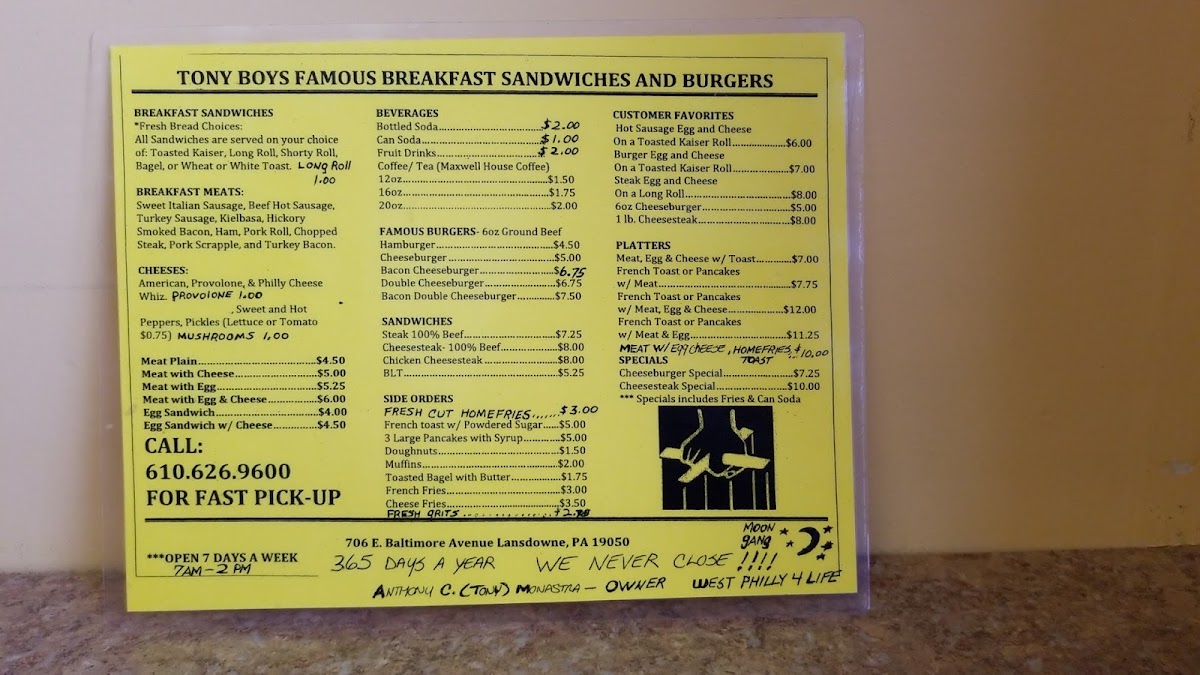 TONY BOYS FAMOUS BREAKFAST SANDWICHES AND BURGERS
BREAKFAST SANDWICHES
*Fresh Bread Choices:
All Sandwiches are served on your choice
of: Toasted Kaiser, Long Roll, Shorty Roll,
Bagel, or Wheat or White Toast. LONG ROLL
1.00
BREAKFAST MEATS:
Sweet Italian Sausage, Beef Hot Sausage,
Turkey Sausage, Kielbasa, Hickory
Smoked Bacon, Ham, Pork Roll, Chopped
Steak, Pork Scrapple, and Turkey Bacon.
CHEESES:
American, Provolone, & Philly Cheese
Whiz. PROVOLONE 1.00
, Sweet and Hot
Peppers, Pickles (Lettuce or Tomato
$0.75) MUSHROOMS 1.00
Meat Plain.................................$4.50
Meat with Cheese.......................$5.00
Meat with Egg............................$5.25
Meat with Egg & Cheese.............$6.00
Egg Sandwich............................$4.00
Egg Sandwich w/ Cheese............$4.50
CALL:
610.626.9600
FOR FAST PICK-UP
BEVERAGES
Bottled Soda..............................$2.00
Can Soda...................................$1.00
Fruit Drinks...............................$2.00
Coffee/ Tea (Maxwell House Coffee)
12oz..........................................$1.50
16oz..........................................$1.75
20oz..........................................$2.00
FAMOUS BURGERS- 6oz Ground Beef
Hamburger.................................$4.50
Cheeseburger.............................$5.00
Bacon Cheeseburger...................$6.75
Double Cheeseburger..................$6.75
Bacon Double Cheeseburger.........$7.50
SANDWICHES
Steak 100% Beef........................$7.25
Cheesesteak- 100% Beef..............$8.00
Chicken Cheesesteak...................$8.00
BLT...........................................$5.25
SIDE ORDERS
FRESH CUT HOMEFRIES......$3.00
French toast w/ Powdered Sugar......$5.00
3 Large Pancakes with Syrup..........$5.00
Doughnuts.................................$1.50
Muffins......................................$2.00
Toasted Bagel with Butter............$1.75
French Fries...............................$3.00
Cheese Fries...............................$3.50
FRESH GRITS
CUSTOMER FAVORITES
Hot Sausage Egg and Cheese
On a Toasted Kaiser Roll..............$6.00
Burger Egg and Cheese
On a Toasted Kaiser Roll..............$7.00
Steak Egg and Cheese
On a Long Roll............................$8.00
6oz Cheeseburger.......................$5.00
1 lb. Cheesesteak.......................$8.00
PLATTERS
Meat, Egg & Cheese w/ Toast..........$7.00
French Toast or Pancakes
w/ Meat.....................................$7.75
French Toast or Pancakes
w/ Meat, Egg & Cheese...............$12.00
French Toast or Pancakes
w/ Meat & Egg...........................$11.25
MEAT W/ EGG CHEESE, HOMEFRIES, $10.00
TOAST
SPECIALS
Cheeseburger Special..................$7.25
Cheesesteak Special...................$10.00
*** Specials includes Fries & Can Soda
706 E. Baltimore Avenue Lansdowne, PA 19050
***OPEN 7 DAYS A WEEK
7AM-2PM
365 DAYS A YEAR WE NEVER CLOSE !!!!
MOON
GANG
ANTHONY C. (TONY) MONASTRA - OWNER WEST PHILLY 4 LIFE